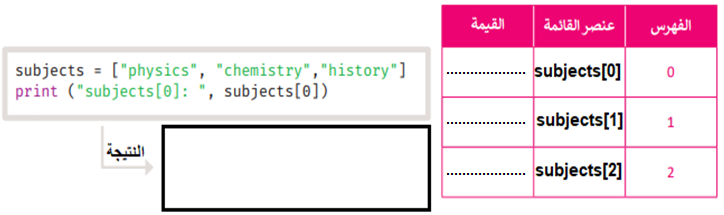 subjects = ["physics", "chemistry","history"]
print ("subjects[0]: ", subjects[0])
النتيجة
الفهرس عنصر القائمة القيمة
0 subjects[0] ....................
1 subjects[1] ....................
2 subjects[2] ....................